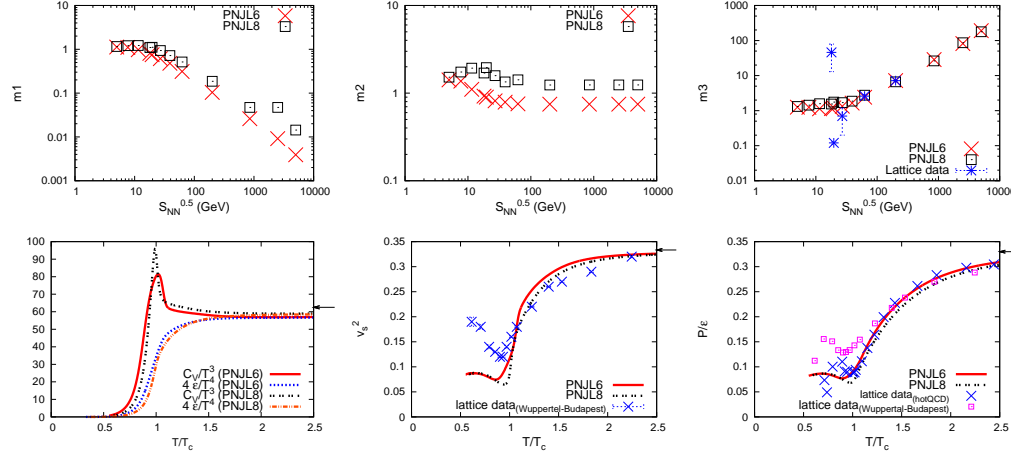 PNJL6
PNJL8
10
1
0.1
0.01
0.001
m1
1
10
100
1000
10000
S_NN^0.5 (GeV)
PNJL6
PNJL8
10
1
0.1
m2
1
10
100
1000
10000
S_NN^0.5 (GeV)
100
10
1
0.1
0.01
m3
PNJL6
PNJL8
Lattice data
1
10
100
1000
10000
S_NN^0.5 (GeV)
100
90
80
70
60
50
40
30
20
10
0
C_V/T^3 (PNJL6)
4 ε/T^4 (PNJL6)
C_V/T^3 (PNJL8)
4 ε/T^4 (PNJL8)
0
0.5
1
1.5
2
2.5
T/T_c
0.35
0.3
0.25
0.2
0.15
0.1
0.05
0
v_s^2
PNJL6
PNJL8
lattice data(Wuppertel-Budapest)
0
0.5
1
1.5
2
2.5
T/T_c
0.35
0.3
0.25
0.2
0.15
0.1
0.05
0
P/ε
PNJL6
PNJL8
lattice data(hotQCD)
lattice data(Wuppertal-Budapest)
0
0.5
1
1.5
2
2.5
T/T_c